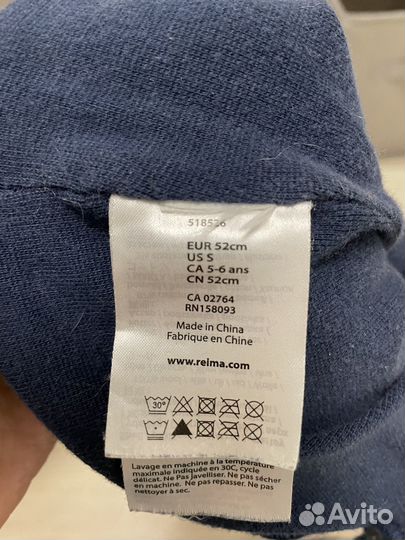 518526
EUR 52cm
US S
CA 5-6 ans
CN 52cm
CA 02764
RN158093
Made in China
Fabrique en Chine
www.reima.com
30°
Lavage en machine à la température
maximale indiquée en 30C, cycle
délicat. Ne pas Javelliser. Ne pas sécher
en machine. Ne pas repasser. Ne pas
nettoyer à sec.
Avito